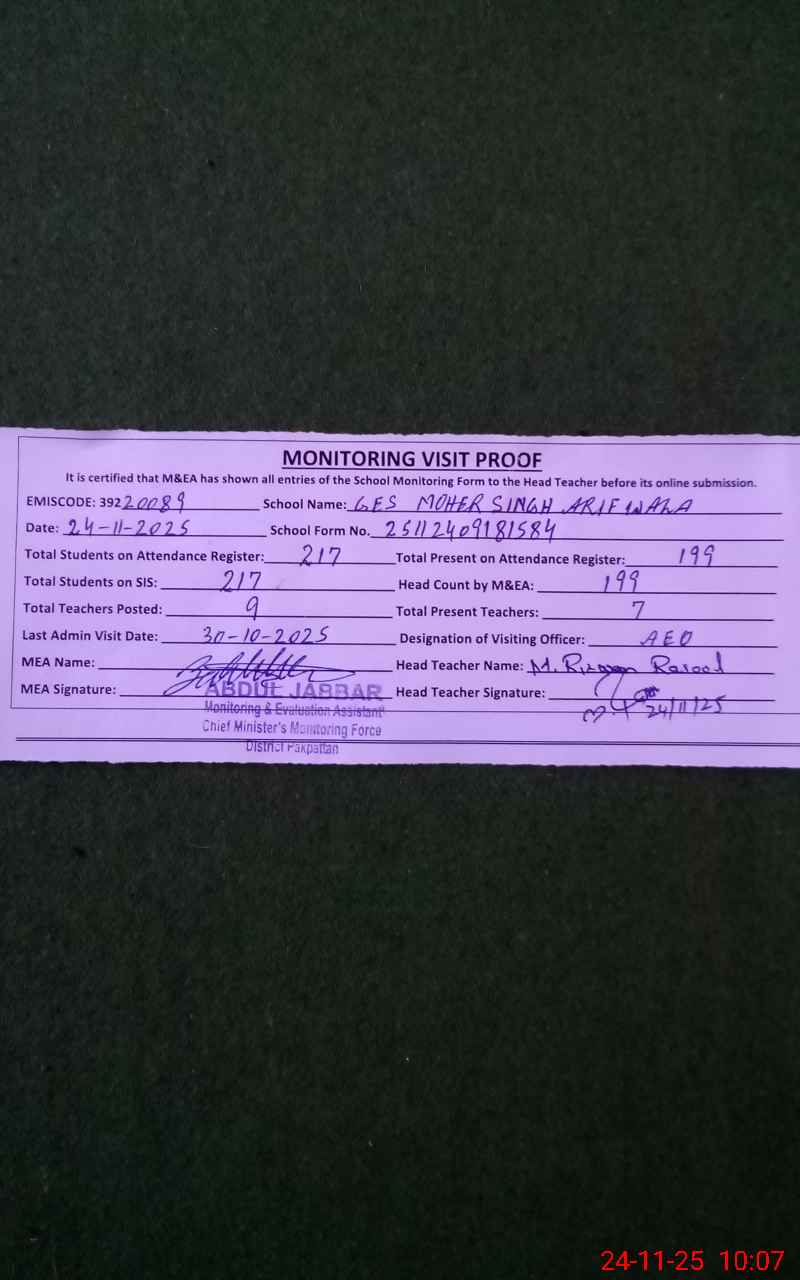 MONITORING VISIT PROOF
It is certified that M&EA has shown all entries of the School Monitoring Form to the Head Teacher before its online submission.
EMISCODE: 39220089 School Name: GES MOHER SINGH ARIFWALA
Date: 24-11-2025 School Form No. 25112409181584
Total Students on Attendance Register: 217 Total Present on Attendance Register: 199
Total Students on SIS: 217 Head Count by M&EA: 199
Total Teachers Posted: 9 Total Present Teachers: 7
Last Admin Visit Date: 30-10-2025 Designation of Visiting Officer: AEO
MEA Name: Head Teacher Name: M. Rizwan Rasool
MEA Signature: ABDUL JABBAR Head Teacher Signature:
24/11/25
Monitoring & Evaluation Assistant
Chief Minister's Monitoring Force
District Pakpattan
24-11-25 10:07